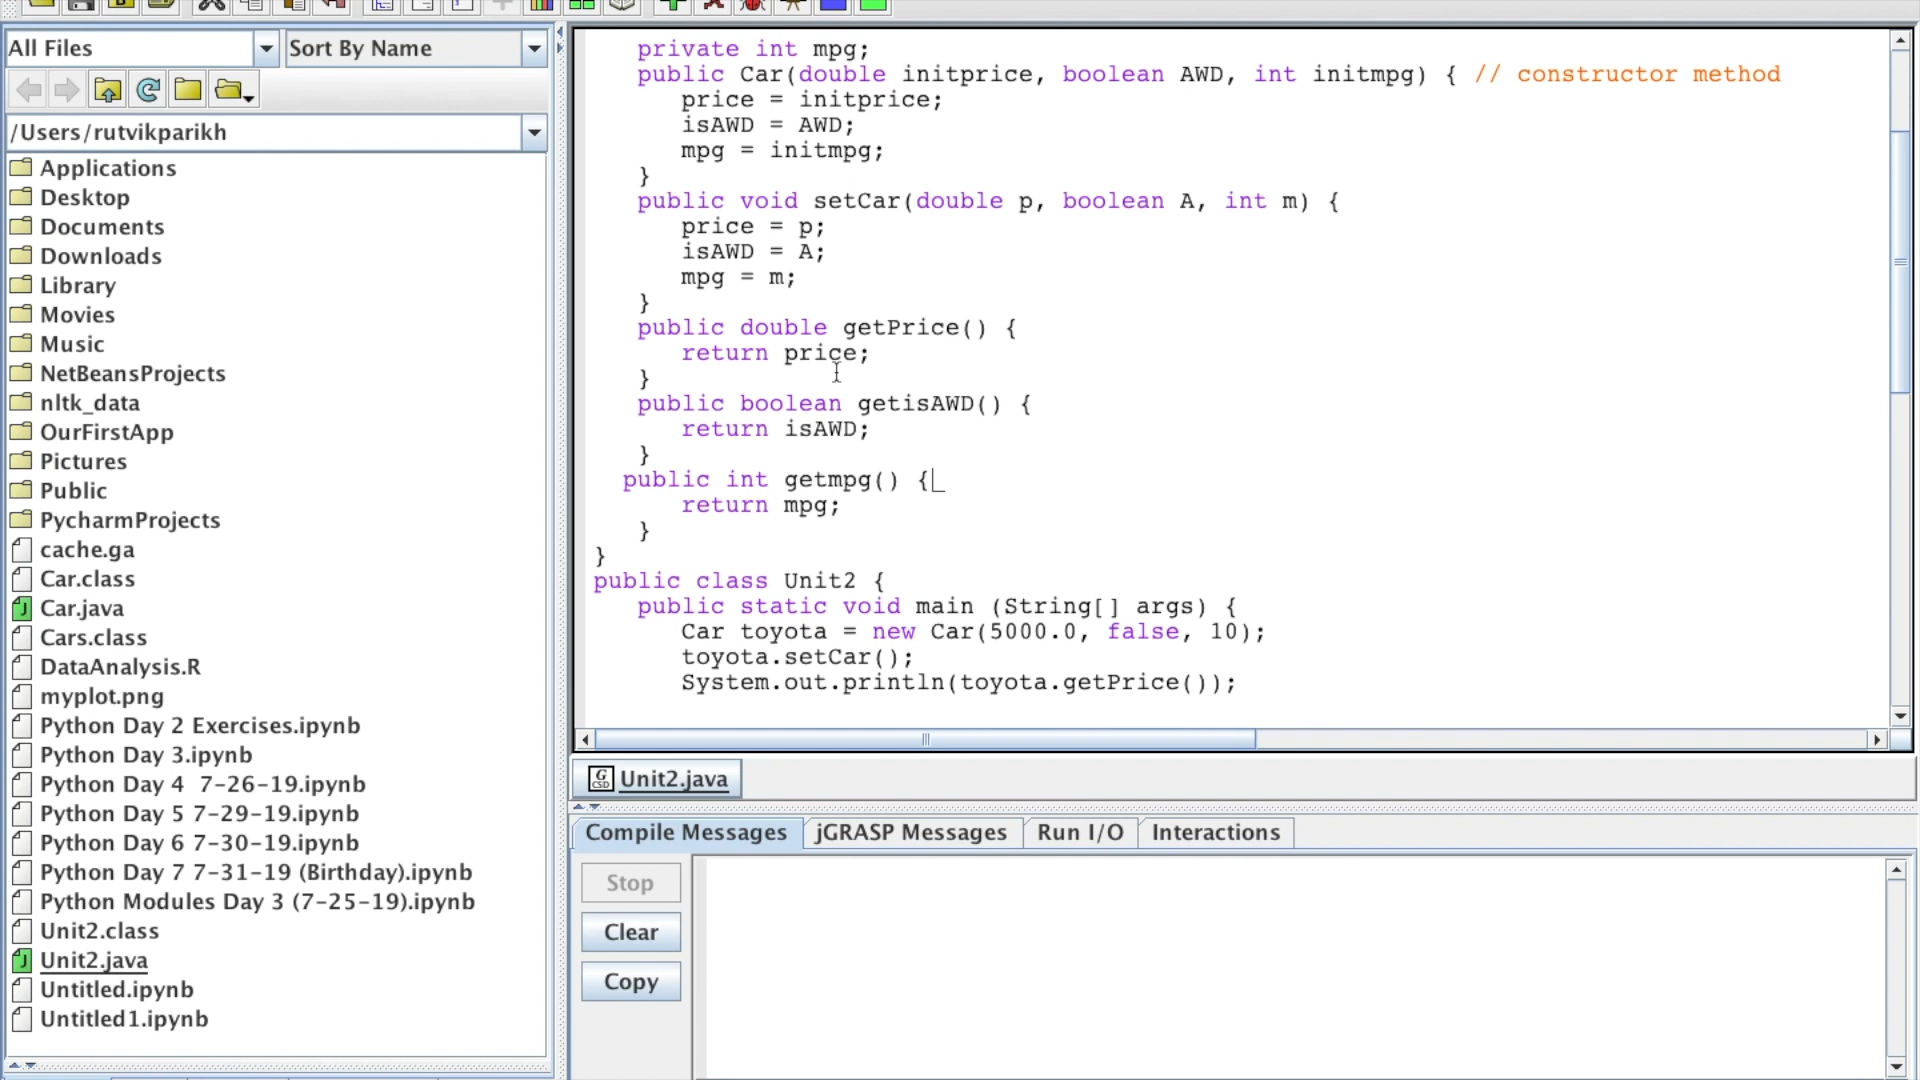 All Files
Sort By Name
/Users/rutvikparikh
Applications
Desktop
Documents
Downloads
Library
Movies
Music
NetBeansProjects
nltk_data
OurFirstApp
Pictures
Public
PycharmProjects
cache.ga
Car.class
Car.java
Cars.class
DataAnalysis.R
myplot.png
Python Day 2 Exercises.ipynb
Python Day 3.ipynb
Python Day 4  7-26-19.ipynb
Python Day 5 7-29-19.ipynb
Python Day 6 7-30-19.ipynb
Python Day 7 7-31-19 (Birthday).ipynb
Python Modules Day 3 (7-25-19).ipynb
Unit2.class
Unit2.java
Untitled.ipynb
Untitled1.ipynb
private int mpg;
public Car(double initprice, boolean AWD, int initmpg) { // constructor method
price = initprice;
isAWD = AWD;
mpg = initmpg;
}
public void setCar(double p, boolean A, int m) {
price = p;
isAWD = A;
mpg = m;
}
public double getPrice() {
return price;
}
public boolean getisAWD() {
return isAWD;
}
public int getmpg() {
return mpg;
}
}
public class Unit2 {
public static void main (String[] args) {
Car toyota = new Car(5000.0, false, 10);
toyota.setCar();
System.out.println(toyota.getPrice());
G
CSD
Unit2.java
Compile Messages
jGRASP Messages
Run I/O
Interactions
Stop
Clear
Copy